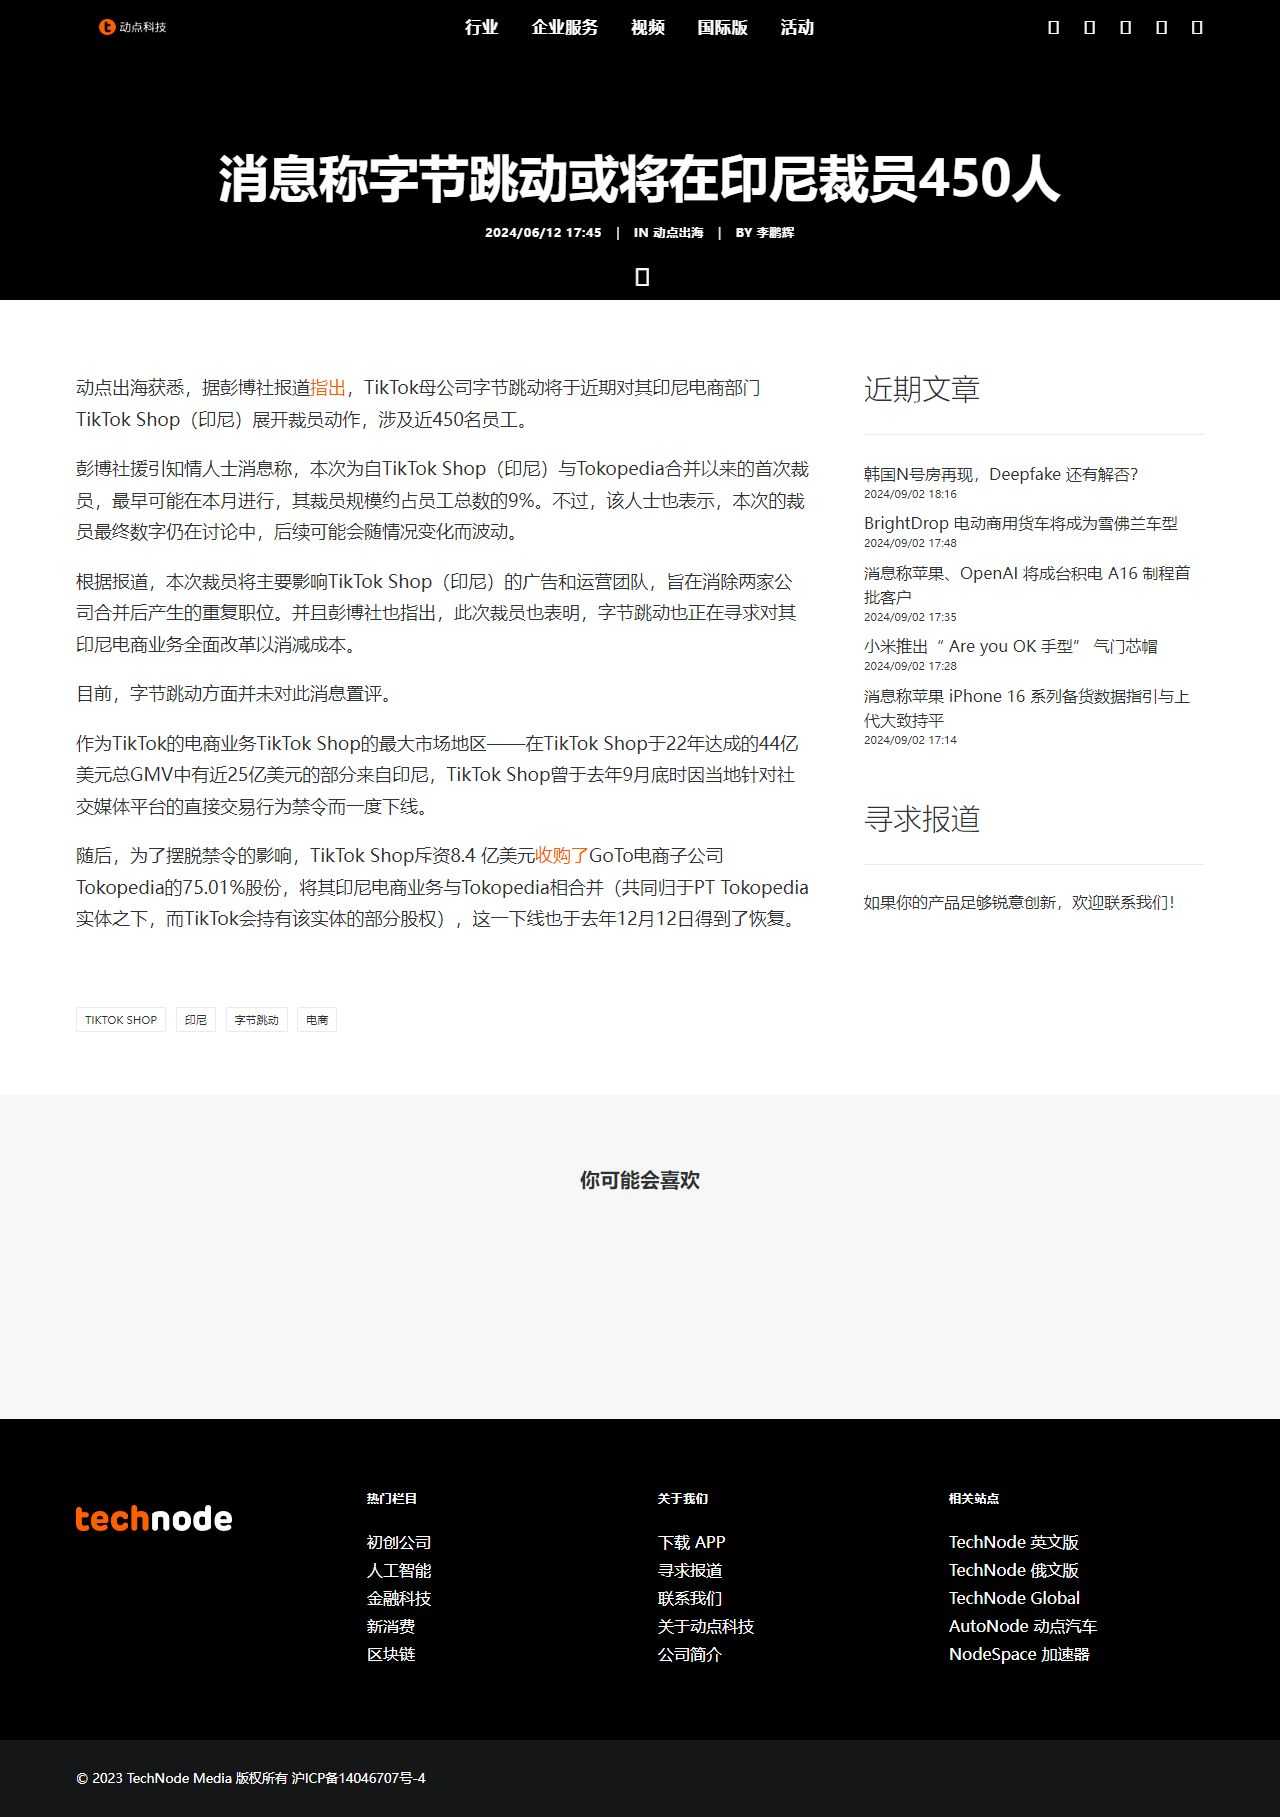 动点科技
行业 企业服务 视频 国际版 活动
消息称字节跳动或将在印尼裁员450人
2024/06/12 17:45 | IN 动点出海 | BY 李鹏辉
动点出海获悉，据彭博社报道指出，TikTok母公司字节跳动将于近期对其印尼电商部门
TikTok Shop（印尼）展开裁员动作，涉及近450名员工。
彭博社援引知情人士消息称，本次为自TikTok Shop（印尼）与Tokopedia合并以来的首次裁
员，最早可能在本月进行，其裁员规模约占员工总数的9%。不过，该人士也表示，本次的裁
员最终数字仍在讨论中，后续可能会随情况变化而波动。
根据报道，本次裁员将主要影响TikTok Shop（印尼）的广告和运营团队，旨在消除两家公
司合并后产生的重复职位。并且彭博社也指出，此次裁员也表明，字节跳动也正在寻求对其
印尼电商业务全面改革以消减成本。
目前，字节跳动方面并未对此消息置评。
作为TikTok的电商业务TikTok Shop的最大市场地区——在TikTok Shop于22年达成的44亿
美元总GMV中有近25亿美元的部分来自印尼，TikTok Shop曾于去年9月底时因当地针对社
交媒体平台的直接交易行为禁令而一度下线。
随后，为了摆脱禁令的影响，TikTok Shop斥资8.4 亿美元收购了GoTo电商子公司
Tokopedia的75.01%股份，将其印尼电商业务与Tokopedia相合并（共同归于PT Tokopedia
实体之下，而TikTok会持有该实体的部分股权），这一下线也于去年12月12日得到了恢复。
TIKTOK SHOP 印尼 字节跳动 电商
近期文章
韩国N号房再现，Deepfake 还有解否？
2024/09/02 18:16
BrightDrop 电动商用货车将成为雪佛兰车型
2024/09/02 17:48
消息称苹果、OpenAI 将成台积电 A16 制程首
批客户
2024/09/02 17:35
小米推出“ Are you OK 手型” 气门芯帽
2024/09/02 17:28
消息称苹果 iPhone 16 系列备货数据指引与上
代大致持平
2024/09/02 17:14
寻求报道
如果你的产品足够锐意创新，欢迎联系我们！
你可能会喜欢
technode
热门栏目
初创公司
人工智能
金融科技
新消费
区块链
关于我们
下载 APP
寻求报道
联系我们
关于动点科技
公司简介
相关站点
TechNode 英文版
TechNode 俄文版
TechNode Global
AutoNode 动点汽车
NodeSpace 加速器
© 2023 TechNode Media 版权所有 沪ICP备14046707号-4